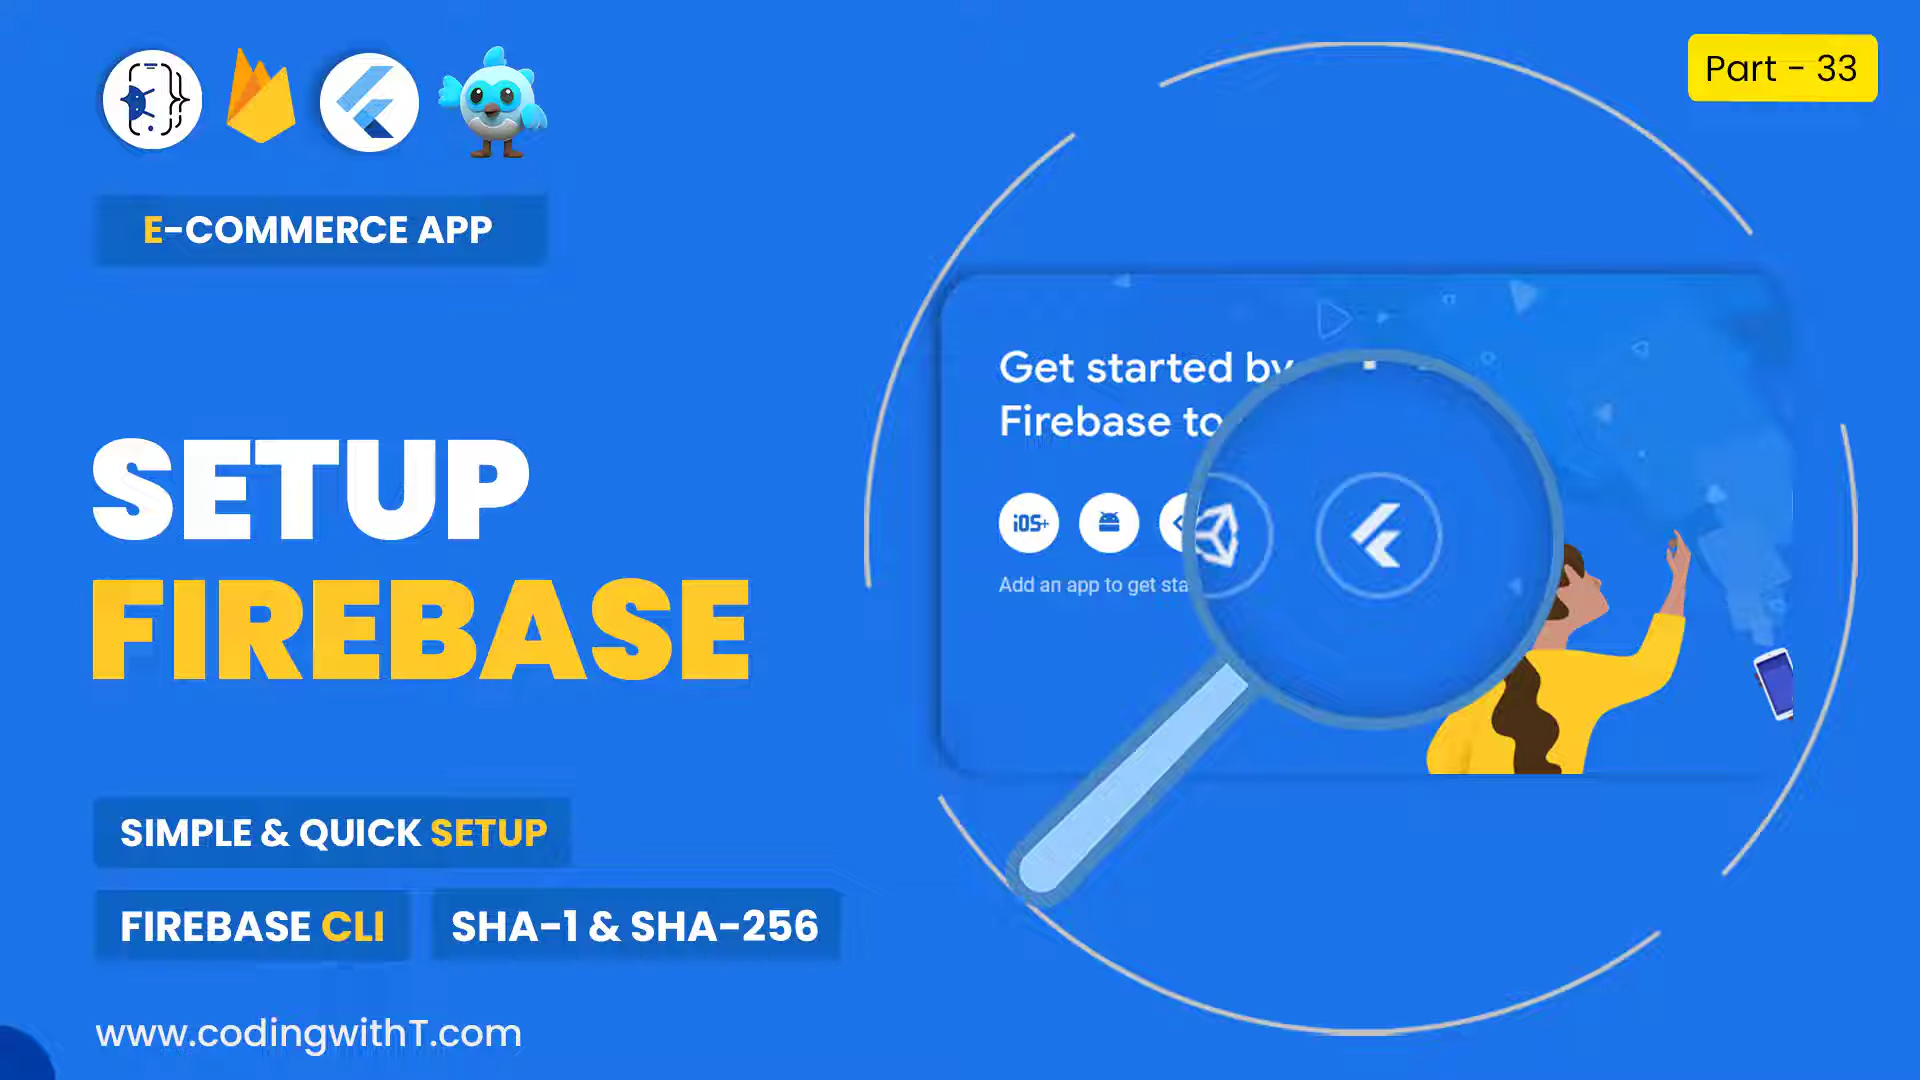 Part - 33
E-COMMERCE APP
SETUP
FIREBASE
SIMPLE & QUICK SETUP
FIREBASE CLI
SHA-1 & SHA-256
www.codingwithT.com
Get started by
Firebase to
iOS+
Add an app to get sta